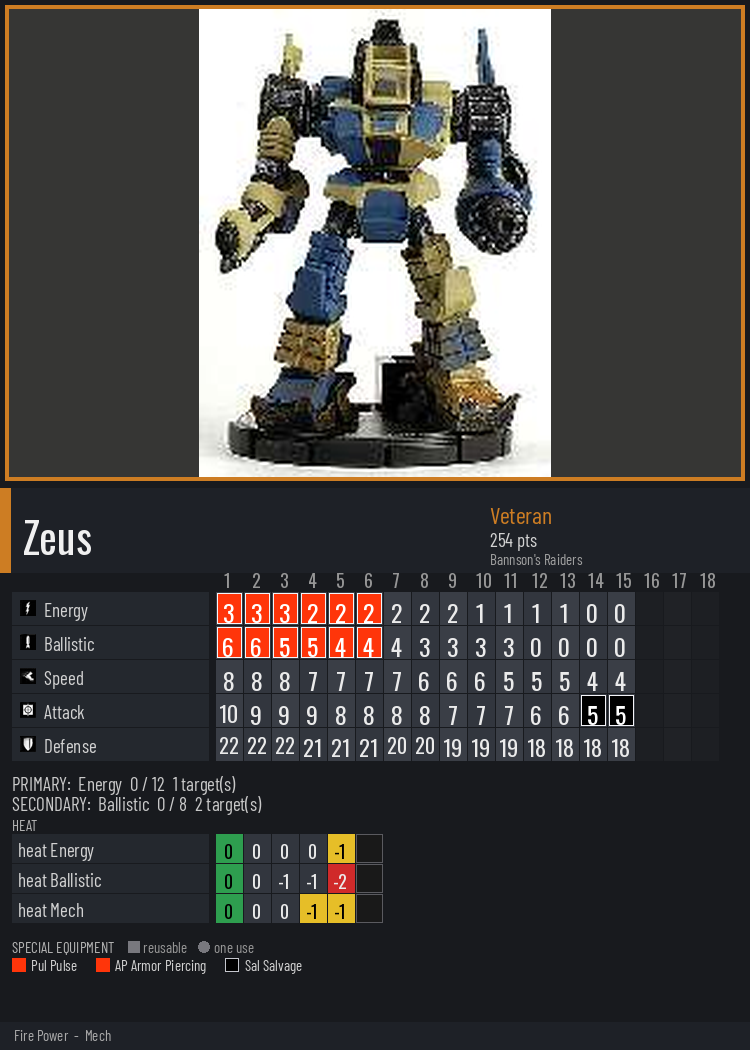 Zeus
Veteran
254 pts
Bannson's Raiders
1 2 3 4 5 6 7 8 9 10 11 12 13 14 15 16 17 18
Energy 3 3 3 2 2 2 2 2 2 1 1 1 1 0 0
Ballistic 6 6 5 5 4 4 4 3 3 3 3 0 0 0 0
Speed 8 8 8 7 7 7 7 6 6 6 5 5 5 4 4
Attack 10 9 9 9 8 8 8 8 7 7 7 6 6 5 5
Defense 22 22 22 21 21 21 20 20 19 19 19 18 18 18 18
PRIMARY: Energy 0 / 12 1 target(s)
SECONDARY: Ballistic 0 / 8 2 target(s)
HEAT
heat Energy 0 0 0 0 -1
heat Ballistic 0 0 -1 -1 -2
heat Mech 0 0 0 -1 -1
SPECIAL EQUIPMENT reusable one use
Pul Pulse AP Armor Piercing Sal Salvage
Fire Power - Mech